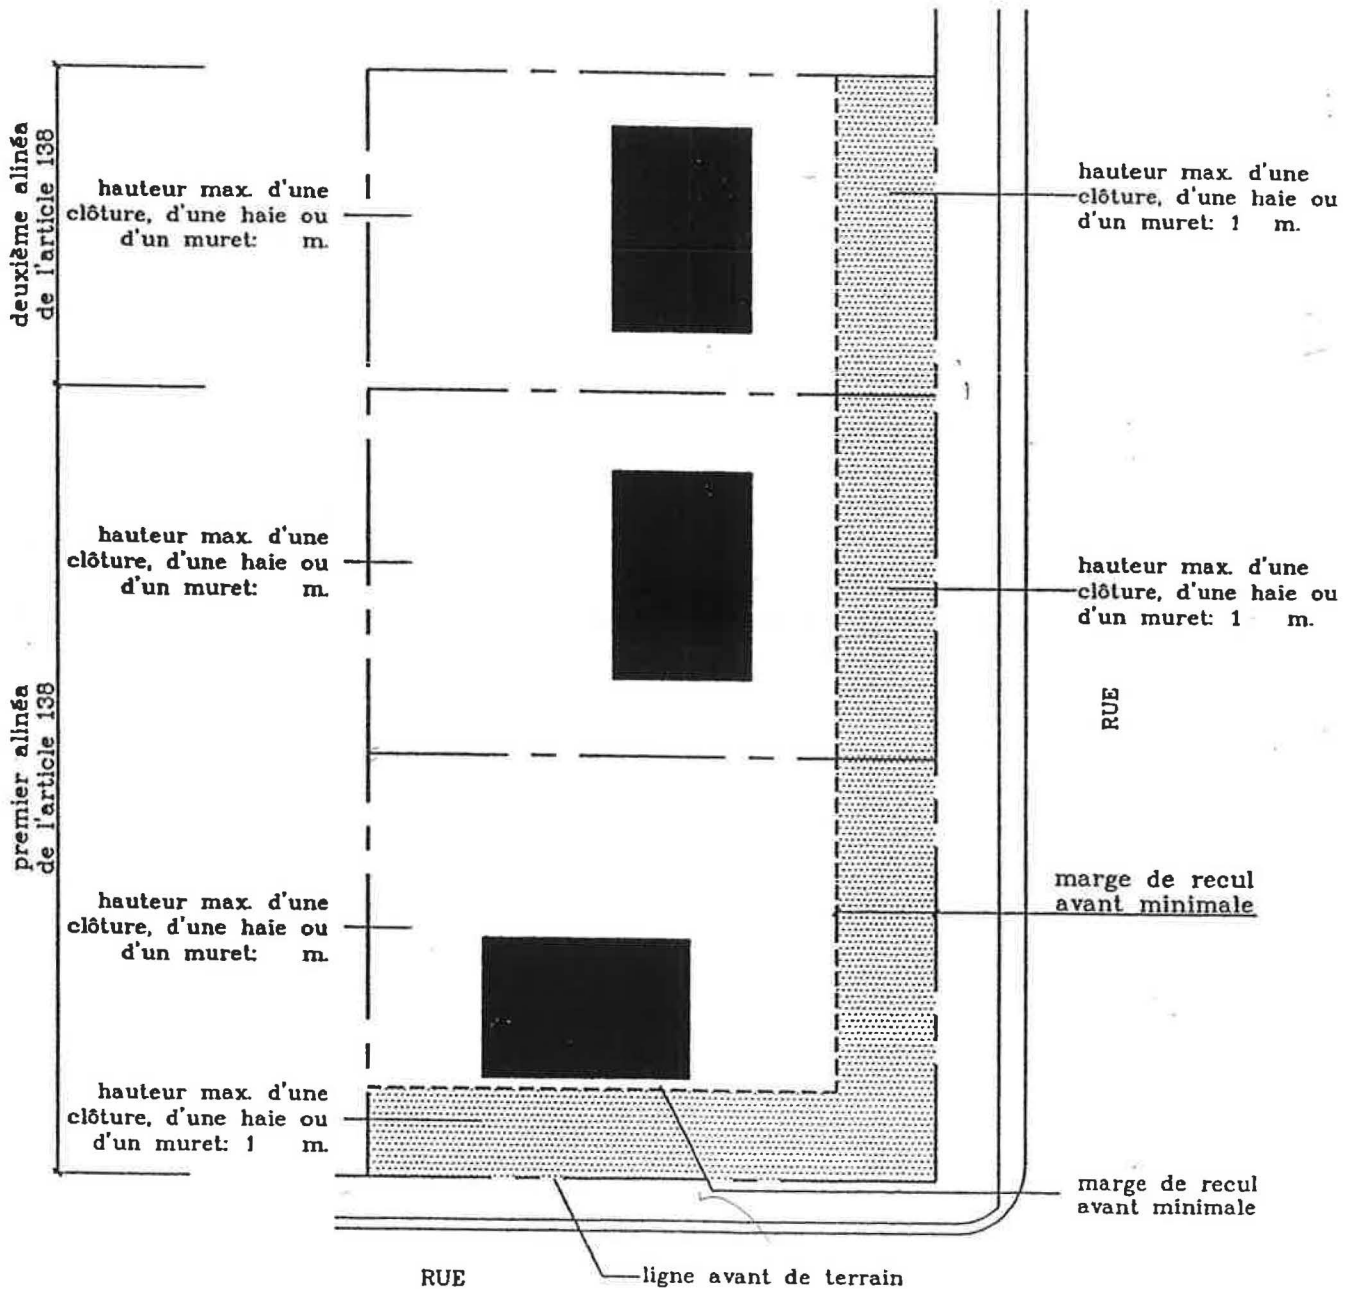 deuxième alinéa
de l'article 138
hauteur max. d'une
clôture, d'une haie ou
d'un muret: m.
hauteur max. d'une
clôture, d'une haie ou
d'un muret: 1 m.
premier alinéa
de l'article 138
hauteur max. d'une
clôture, d'une haie ou
d'un muret: m.
hauteur max. d'une
clôture, d'une haie ou
d'un muret: 1 m.
RUE
hauteur max. d'une
clôture, d'une haie ou
d'un muret: m.
marge de recul
avant minimale
hauteur max. d'une
clôture, d'une haie ou
d'un muret: 1 m.
marge de recul
avant minimale
RUE
ligne avant de terrain